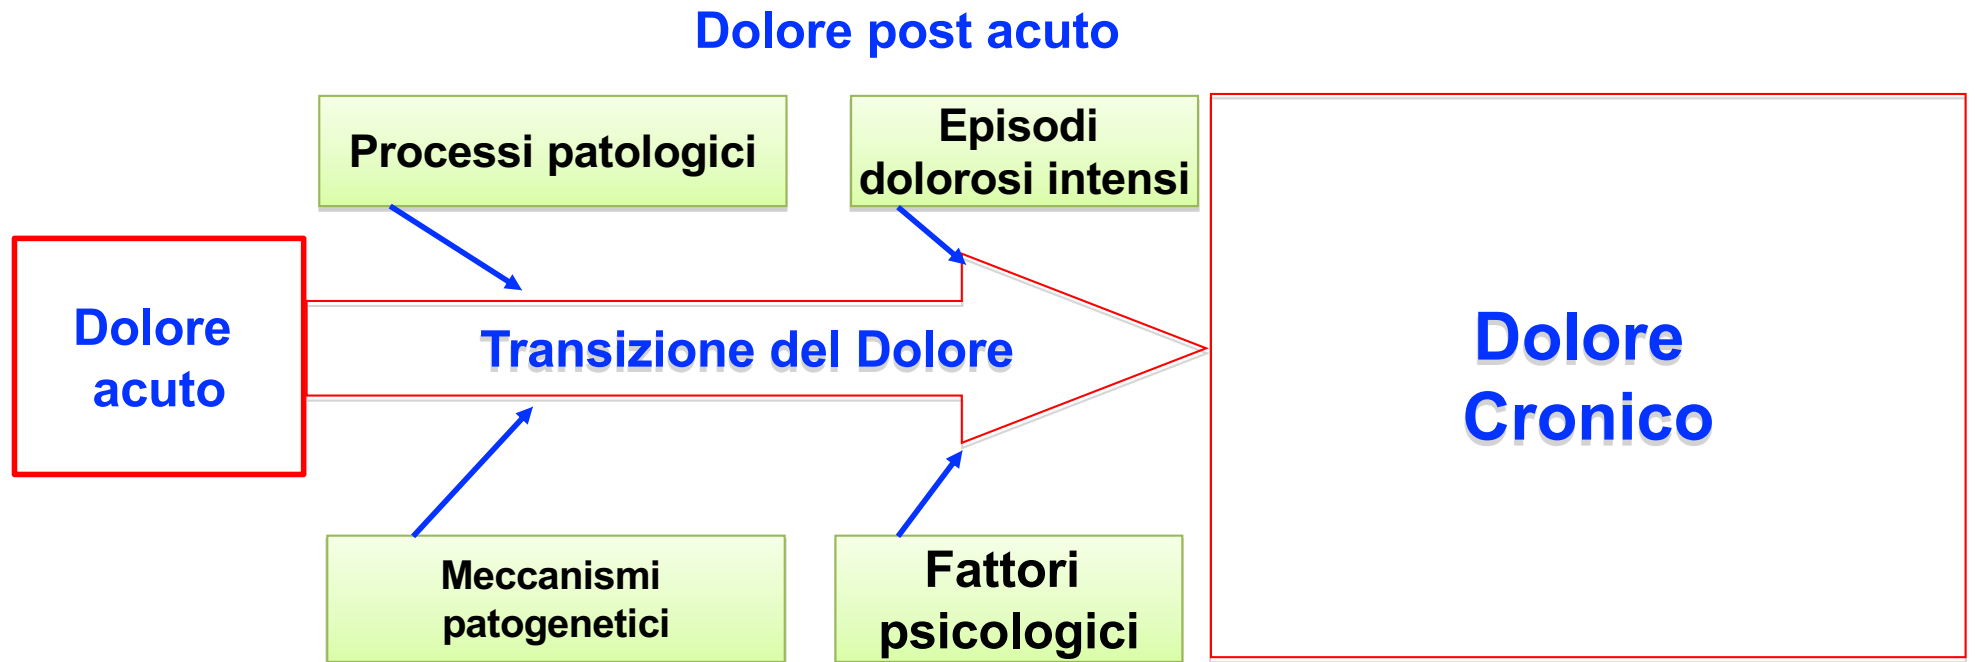 Dolore post acuto
Processi patologici
Episodi
dolorosi intensi
Dolore
acuto
Transizione del Dolore
Dolore
Cronico
Meccanismi
patogenetici
Fattori
psicologici